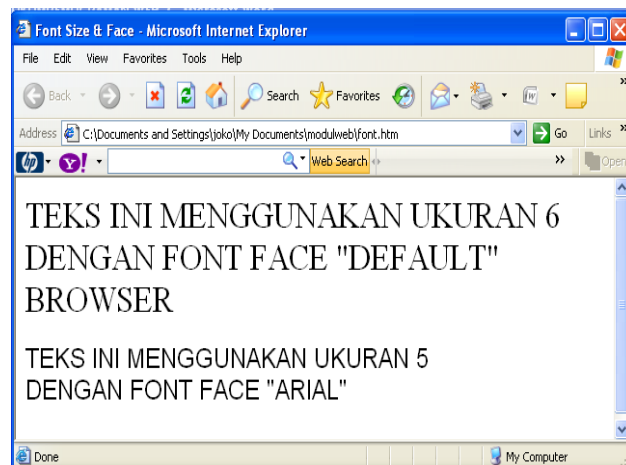 Font Size & Face - Microsoft Internet Explorer
File Edit View Favorites Tools Help
Back Search Favorites
Address C:\Documents and Settings\joko\My Documents\modulweb\font.htm Go Links »
Web Search » Open
TEKS INI MENGGUNAKAN UKURAN 6
DENGAN FONT FACE "DEFAULT"
BROWSER
TEKS INI MENGGUNAKAN UKURAN 5
DENGAN FONT FACE "ARIAL"
Done My Computer